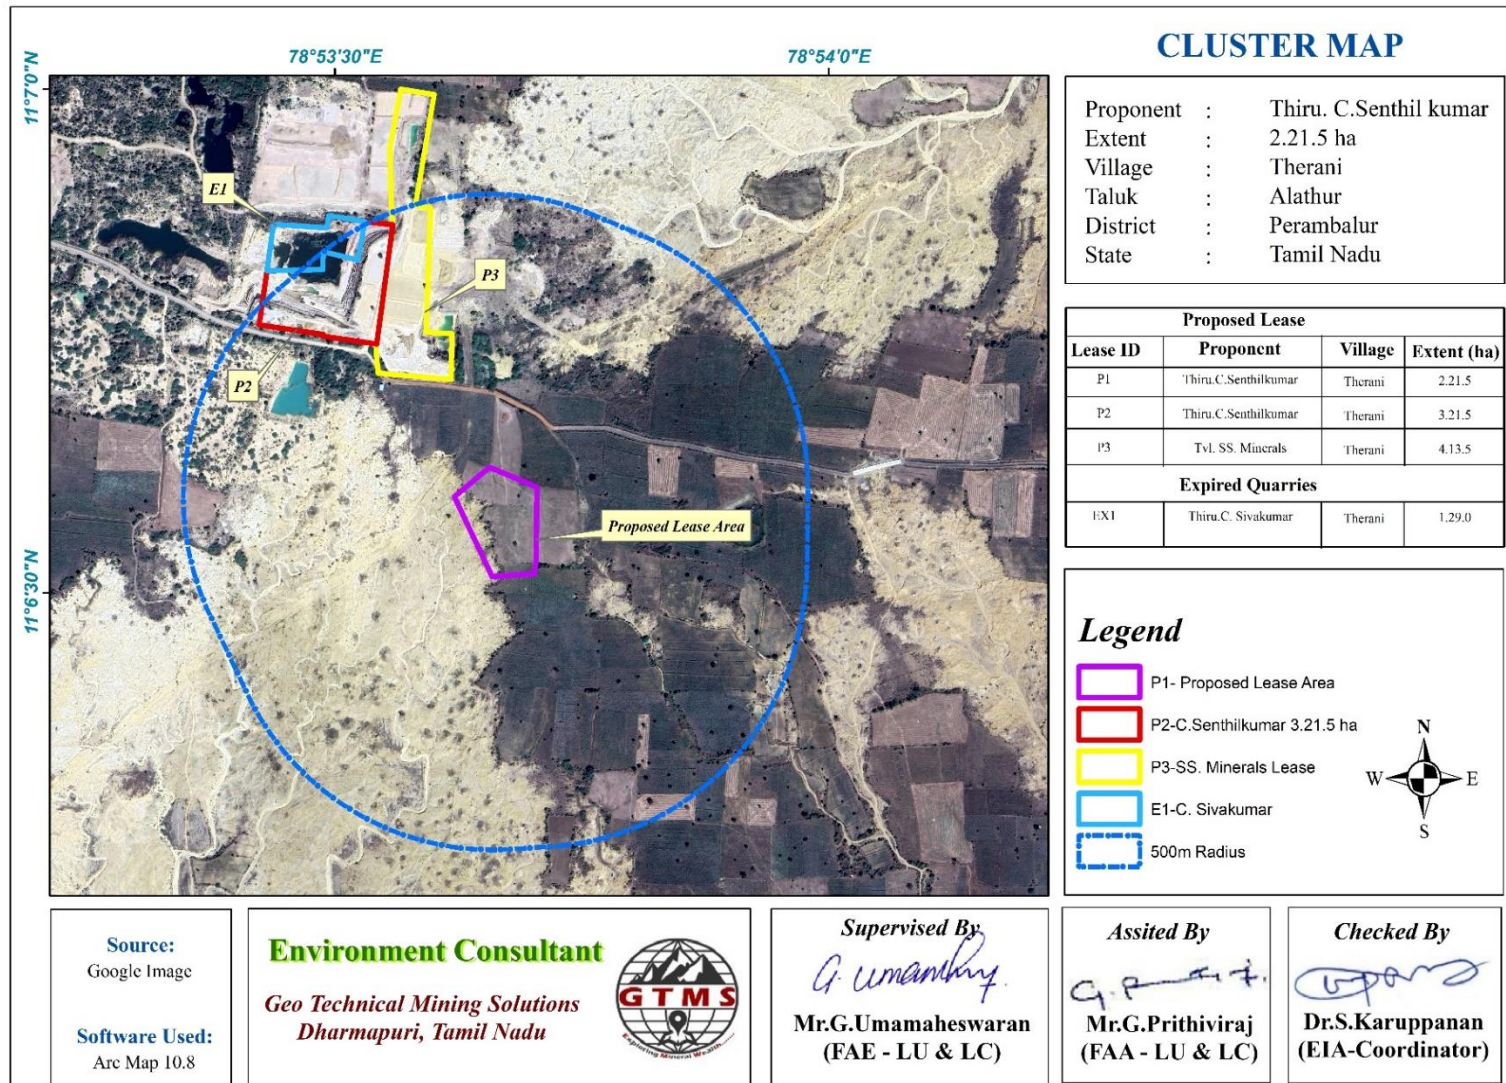 CLUSTER MAP
78°53'30"E
78°54'0"E
11°7'0"N
11°6'30"N
E1
P3
P2
Proposed Lease Area
Proponent : Thiru. C.Senthil kumar
Extent : 2.21.5 ha
Village : Therani
Taluk : Alathur
District : Perambalur
State : Tamil Nadu
Proposed Lease
Lease ID Proponent Village Extent (ha)
P1 Thiru.C.Senthilkumar Therani 2.21.5
P2 Thiru.C.Senthilkumar Therani 3.21.5
P3 Tvl. SS. Minerals Therani 4.13.5
Expired Quarries
EX1 Thiru.C. Sivakumar Therani 1.29.0
Legend
P1- Proposed Lease Area
P2-C.Senthilkumar 3.21.5 ha
P3-SS. Minerals Lease
E1-C. Sivakumar
500m Radius
N
W E
S
Source:
Google Image
Software Used:
Arc Map 10.8
Environment Consultant
Geo Technical Mining Solutions
Dharmapuri, Tamil Nadu
GTMS
Exploring Mineral Wealth......
Supervised By
Mr.G.Umamaheswaran
(FAE - LU & LC)
Assited By
Mr.G.Prithiviraj
(FAA - LU & LC)
Checked By
Dr.S.Karuppanan
(EIA-Coordinator)